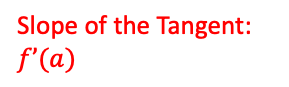 Slope of the Tangent:
f'(a)